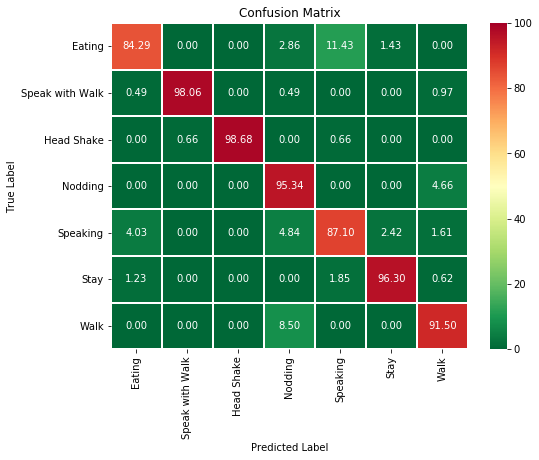 Confusion Matrix
True Label
Eating 84.29 0.00 0.00 2.86 11.43 1.43 0.00
Speak with Walk 0.49 98.06 0.00 0.49 0.00 0.00 0.97
Head Shake 0.00 0.66 98.68 0.00 0.66 0.00 0.00
Nodding 0.00 0.00 0.00 95.34 0.00 0.00 4.66
Speaking 4.03 0.00 0.00 4.84 87.10 2.42 1.61
Stay 1.23 0.00 0.00 0.00 1.85 96.30 0.62
Walk 0.00 0.00 0.00 8.50 0.00 0.00 91.50
Eating
Speak with Walk
Head Shake
Nodding
Speaking
Stay
Walk
Predicted Label
100
80
60
40
20
0